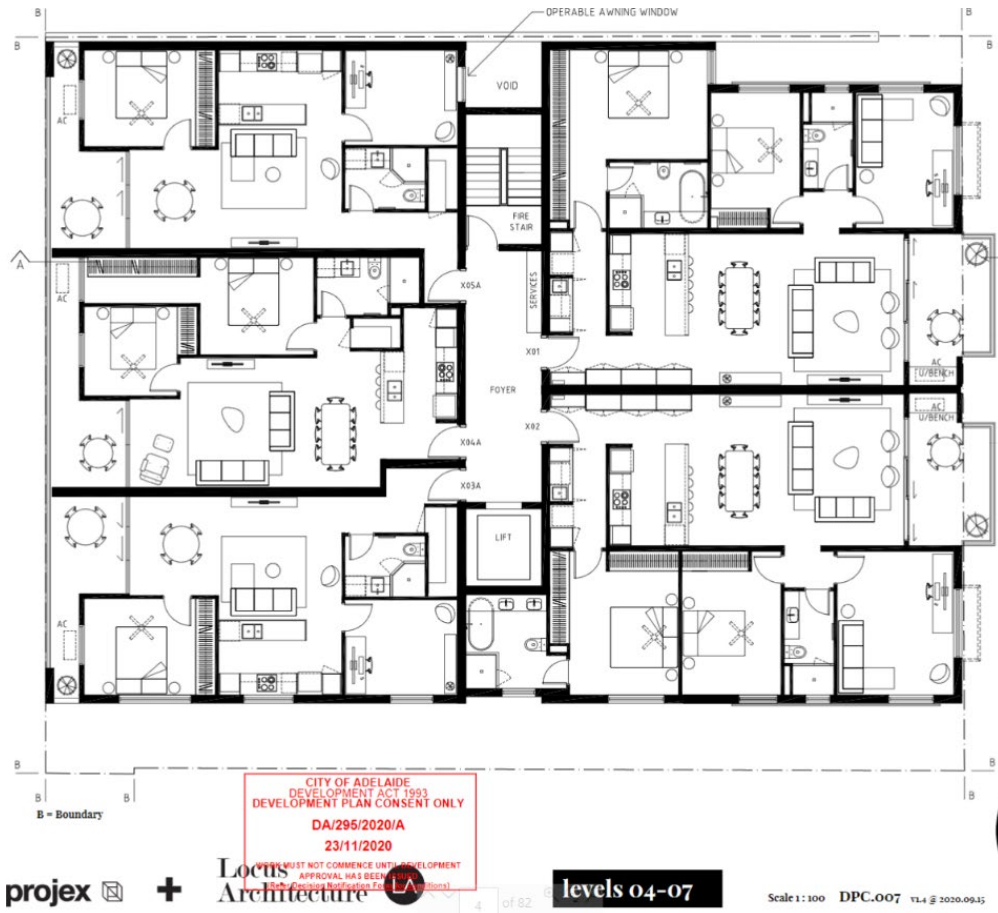 B
B
OPERABLE AWNING WINDOW
B
B
VOID
AC
FIRE
STAIR
A
AC
SERVICES
X05A
X01
FOYER
AC
U/BENCH
AC
U/BENCH
X04A
X02
X03A
LIFT
AC
B
B
B
B
B
B = Boundary
CITY OF ADELAIDE
DEVELOPMENT ACT 1993
DEVELOPMENT PLAN CONSENT ONLY
DA/295/2020/A
23/11/2020
WORK MUST NOT COMMENCE UNTIL DEVELOPMENT
APPROVAL HAS BEEN ISSUED
projex
+
Locus
Architecture
LA
4 of 82
levels 04-07
Scale 1 : 100 DPC.007 v1.4 @ 2020.09.15